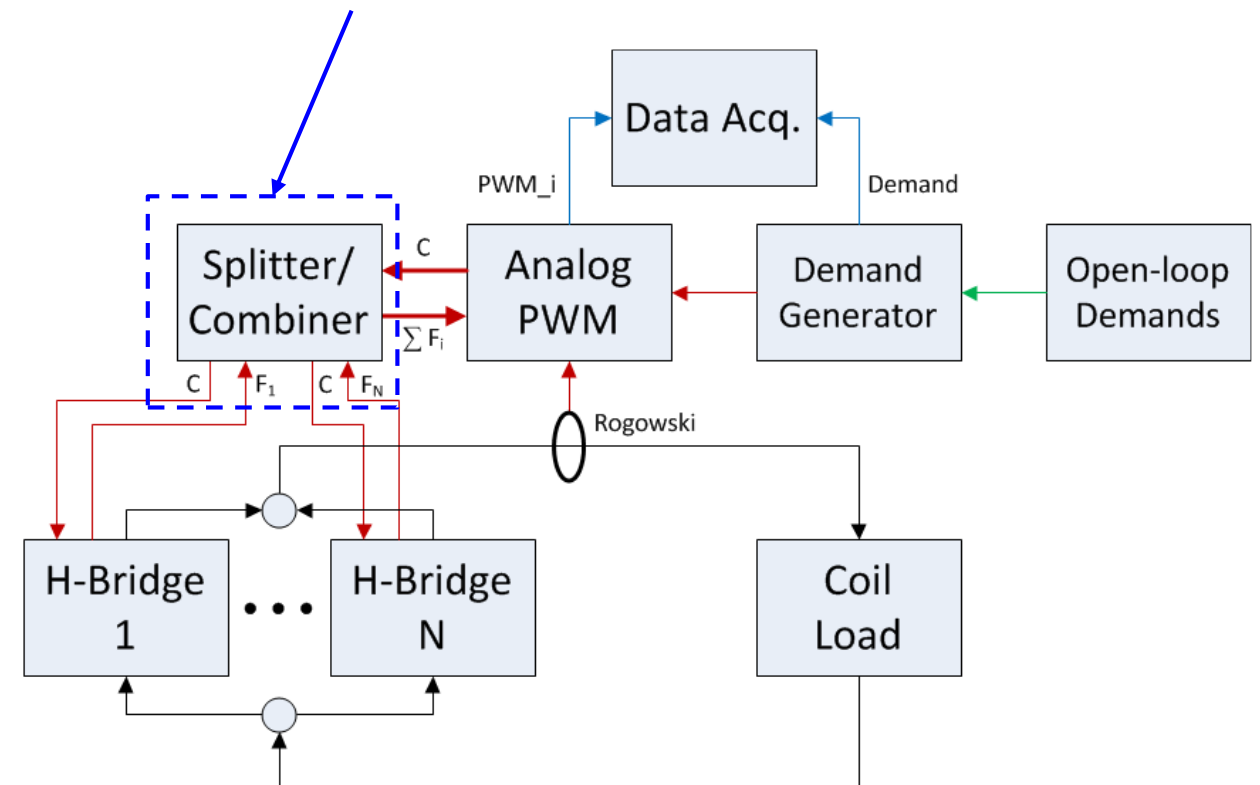 Data Acq.
PWM_i
Demand
Splitter/
Combiner
C
∑ Fᵢ
Analog
PWM
Demand
Generator
Open-loop
Demands
C
F₁
C
F_N
Rogowski
H-Bridge
1
•••
H-Bridge
N
Coil
Load